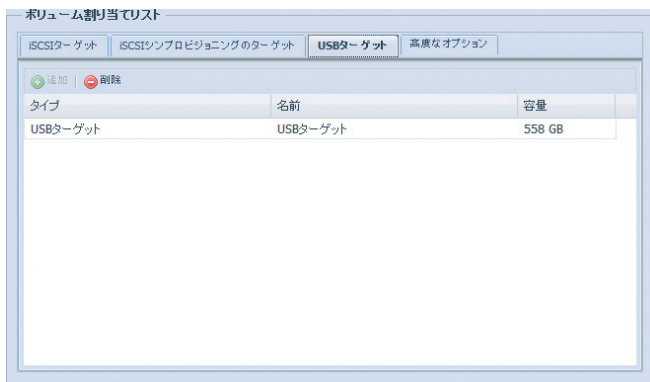 ボリューム割り当てリスト
iSCSIターゲット iSCSIシンプロビジョニングのターゲット USBターゲット 高度なオプション
追加 削除
タイプ 名前 容量
USBターゲット USBターゲット 558 GB